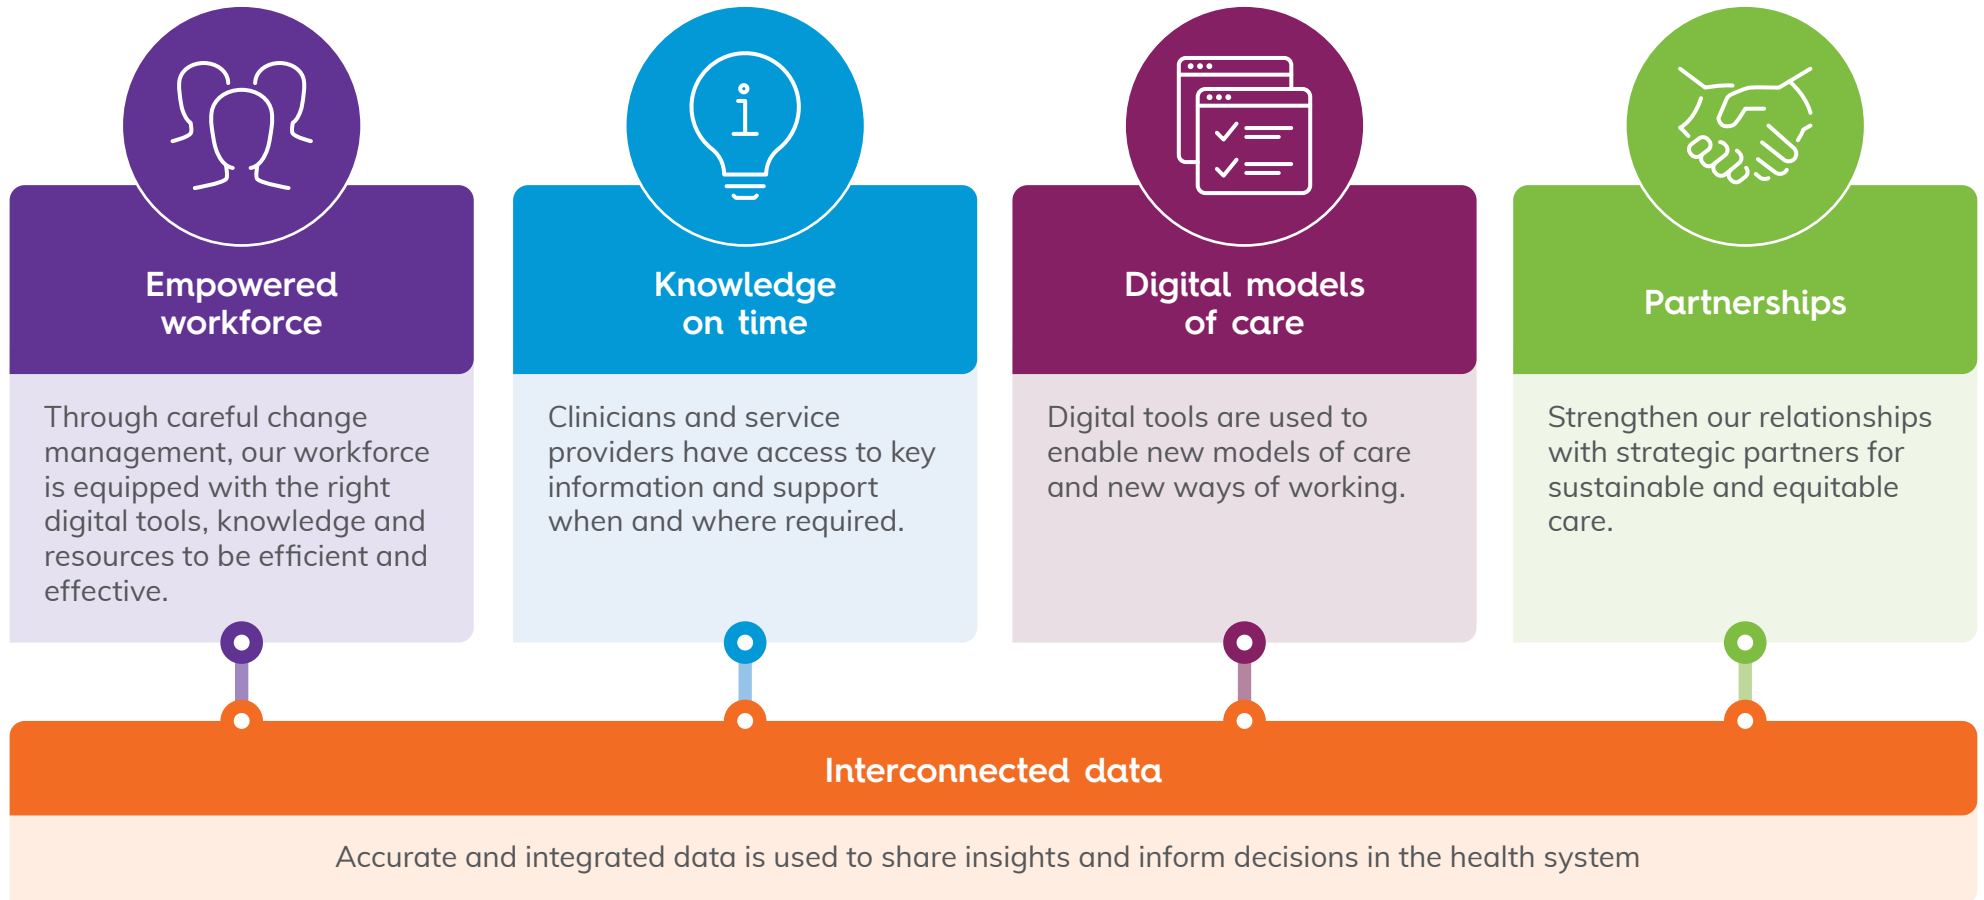 Empowered
workforce
Through careful change
management, our workforce
is equipped with the right
digital tools, knowledge and
resources to be efficient and
effective.
i
Knowledge
on time
Clinicians and service
providers have access to key
information and support
when and where required.
Digital models
of care
Digital tools are used to
enable new models of care
and new ways of working.
Partnerships
Strengthen our relationships
with strategic partners for
sustainable and equitable
care.
Interconnected data
Accurate and integrated data is used to share insights and inform decisions in the health system